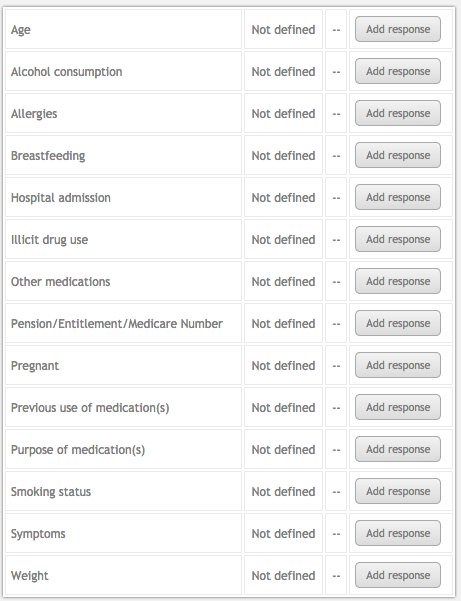 Age Not defined -- Add response
Alcohol consumption Not defined -- Add response
Allergies Not defined -- Add response
Breastfeeding Not defined -- Add response
Hospital admission Not defined -- Add response
Illicit drug use Not defined -- Add response
Other medications Not defined -- Add response
Pension/Entitlement/Medicare Number Not defined -- Add response
Pregnant Not defined -- Add response
Previous use of medication(s) Not defined -- Add response
Purpose of medication(s) Not defined -- Add response
Smoking status Not defined -- Add response
Symptoms Not defined -- Add response
Weight Not defined -- Add response